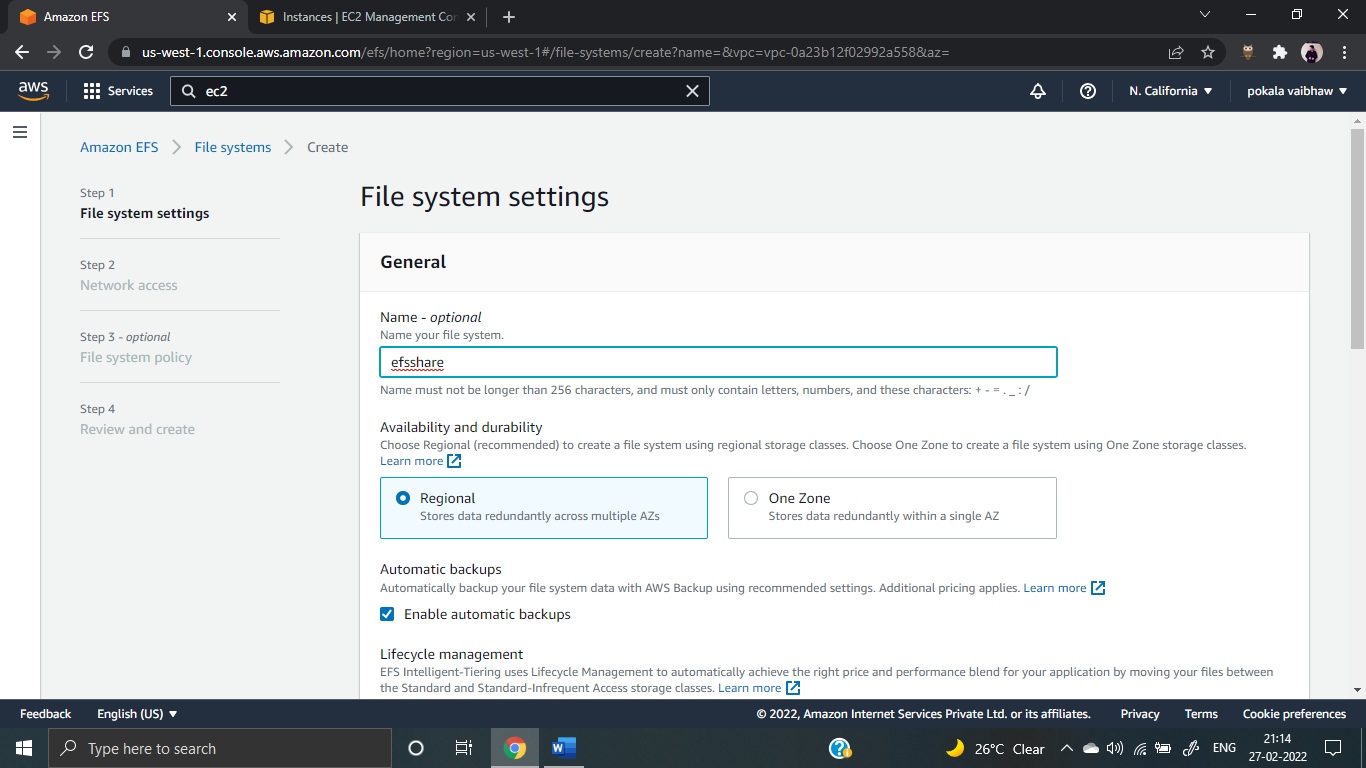 Amazon EFS
Instances | EC2 Management Con
us-west-1.console.aws.amazon.com/efs/home?region=us-west-1#/file-systems/create?name=&vpc=vpc-0a23b12f02992a558&az=
aws
Services
ec2
N. California
pokala vaibhaw
Amazon EFS
File systems
Create
Step 1
File system settings
Step 2
Network access
Step 3 - optional
File system policy
Step 4
Review and create
File system settings
General
Name - optional
Name your file system.
efsshare
Name must not be longer than 256 characters, and must only contain letters, numbers, and these characters: + - = . _ : /
Availability and durability
Choose Regional (recommended) to create a file system using regional storage classes. Choose One Zone to create a file system using One Zone storage classes.
Learn more
Regional
Stores data redundantly across multiple AZs
One Zone
Stores data redundantly within a single AZ
Automatic backups
Automatically backup your file system data with AWS Backup using recommended settings. Additional pricing applies. Learn more
Enable automatic backups
Lifecycle management
EFS Intelligent-Tiering uses Lifecycle Management to automatically achieve the right price and performance blend for your application by moving your files between
the Standard and Standard-Infrequent Access storage classes. Learn more
Feedback
English (US)
© 2022, Amazon Internet Services Private Ltd. or its affiliates.
Privacy
Terms
Cookie preferences
Type here to search
26°C Clear
ENG
21:14
27-02-2022